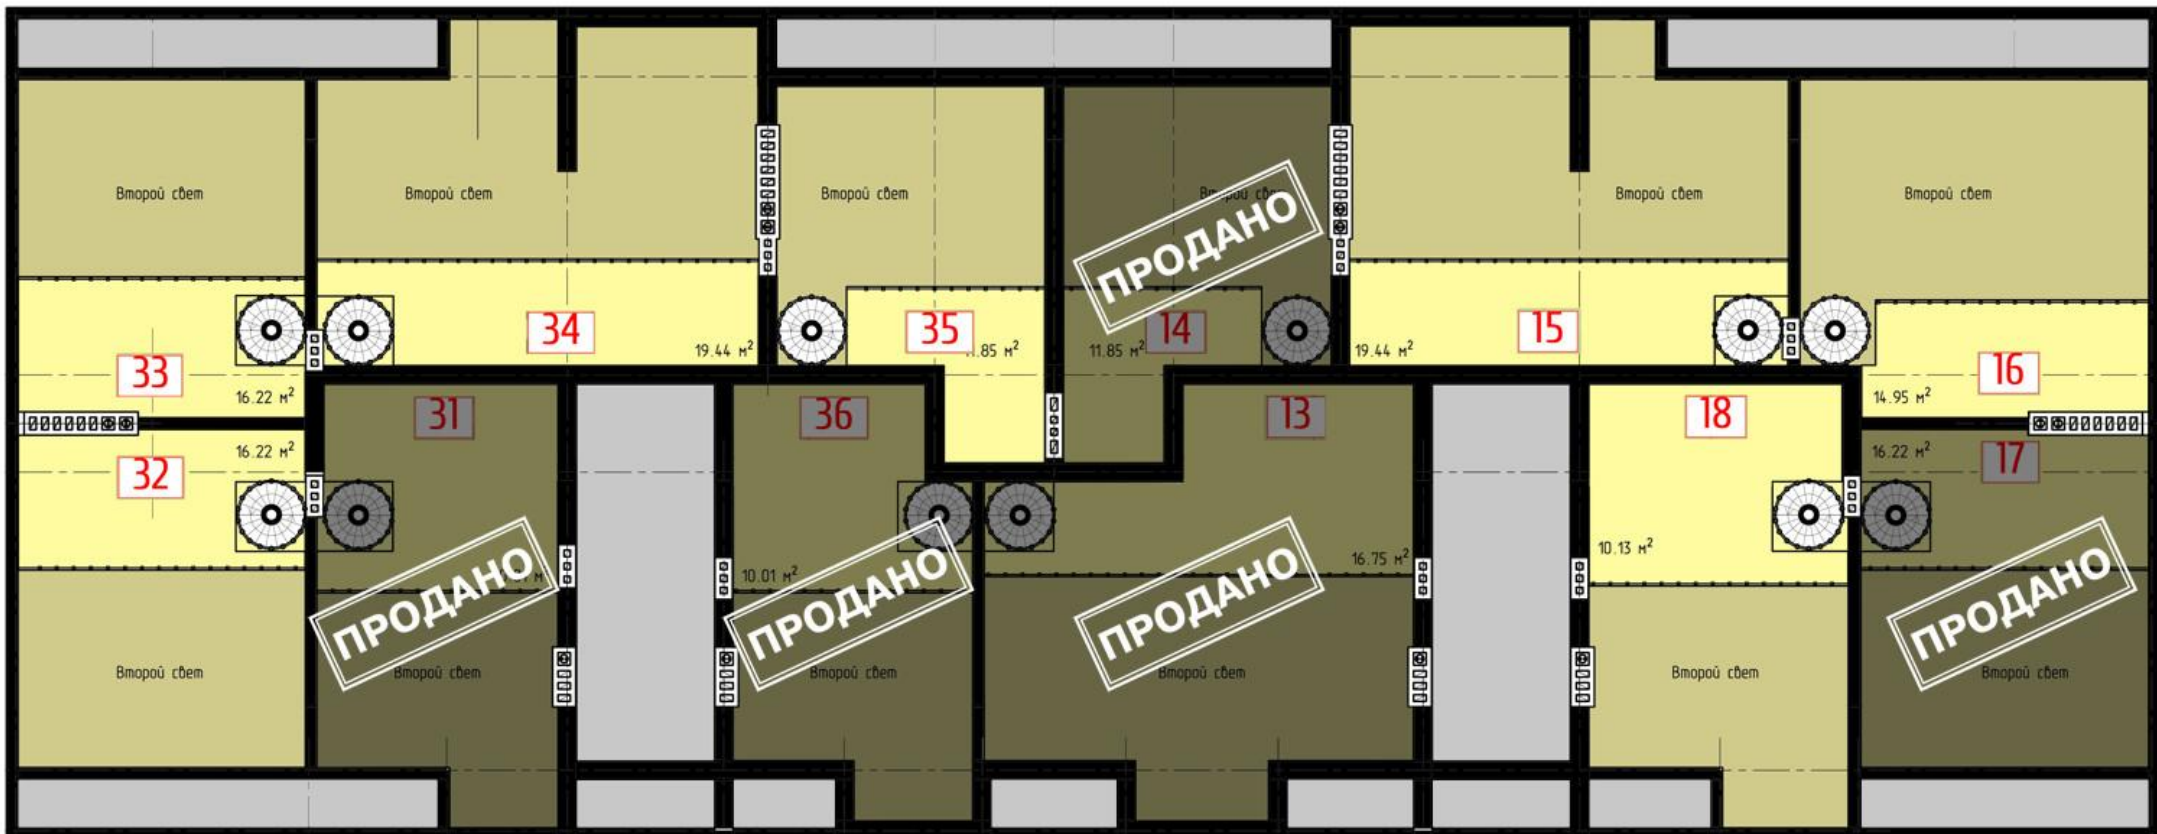 Второй свет
Второй свет
Второй свет
Второй свет
Второй свет
Второй свет
ПРОДАНО
33
16.22 м²
34
19.44 м²
35
14
11.85 м²
15
19.44 м²
16
14.95 м²
32
16.22 м²
31
36
10.01 м²
13
16.75 м²
18
10.13 м²
17
16.22 м²
ПРОДАНО
ПРОДАНО
ПРОДАНО
ПРОДАНО
Второй свет
Второй свет
Второй свет
Второй свет
Второй свет
Второй свет